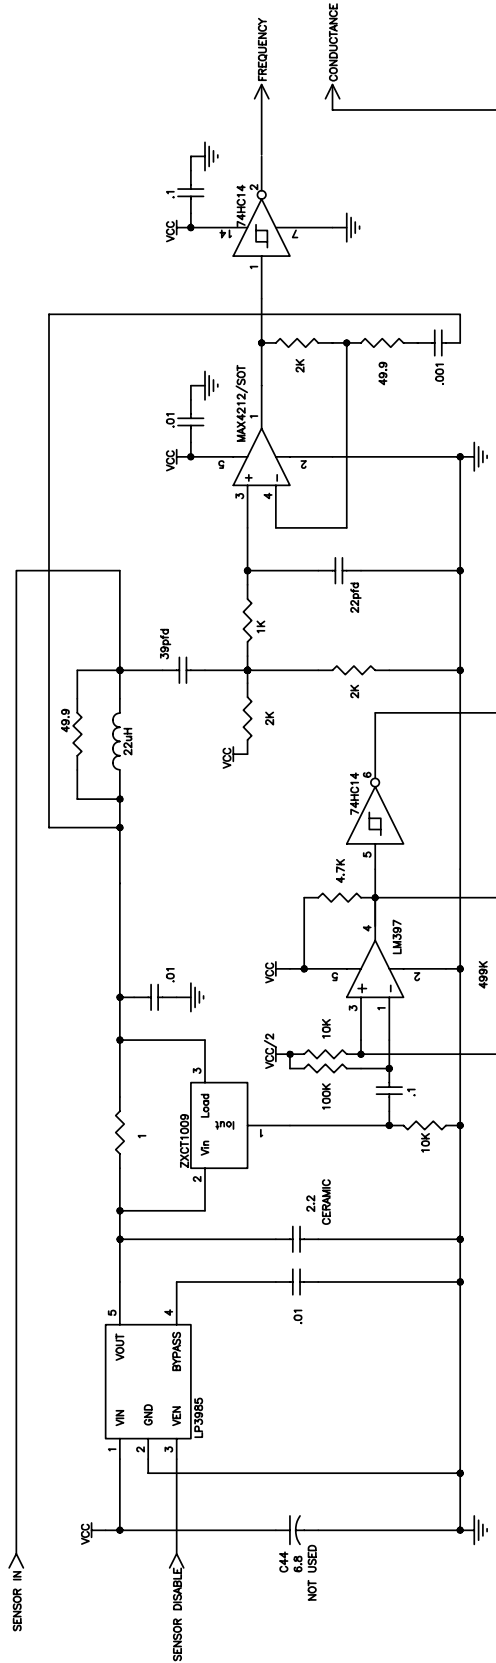 SENSOR IN
SENSOR DISABLE
VCC
C44
6.8
NOT USED
1
2
3
VIN
GND
VEN
VOUT
BYPASS
LP3985
5
4
.01
2.2
CERAMIC
1
ZXCT1009
2
Vin
Load
3
Iout
1
10K
.1
VCC/2
100K
10K
.01
VCC
3
1
+
-
5
2
4
LM397
499K
4.7K
5
74HC14
6
49.9
22uH
39pfd
VCC
2K
1K
2K
22pfd
3
4
+
-
VCC
.01
5
2
MAX4212/SOT
1
2K
49.9
.001
VCC
.1
14
1
7
74HC14
2
FREQUENCY
CONDUCTANCE